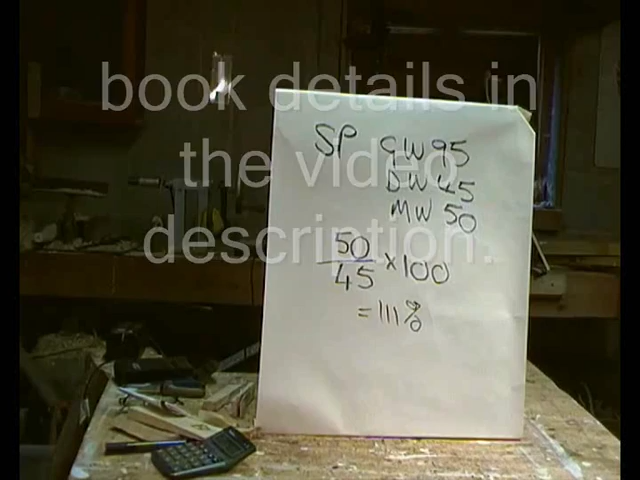 book details in
the video
description.
SP GW 95
DW 45
MW 50
50
45
×100
=111%